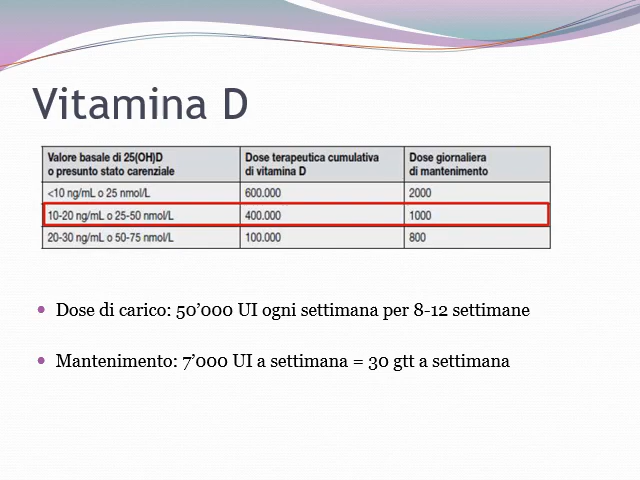 Vitamina D
Valore basale di 25(OH)D Dose terapeutica cumulativa Dose giornaliera
o presunto stato carenziale di vitamina D di mantenimento
<10 ng/mL o 25 nmol/L 600.000 2000
10-20 ng/mL o 25-50 nmol/L 400.000 1000
20-30 ng/mL o 50-75 nmol/L 100.000 800
• Dose di carico: 50’000 UI ogni settimana per 8-12 settimane
• Mantenimento: 7’000 UI a settimana = 30 gtt a settimana